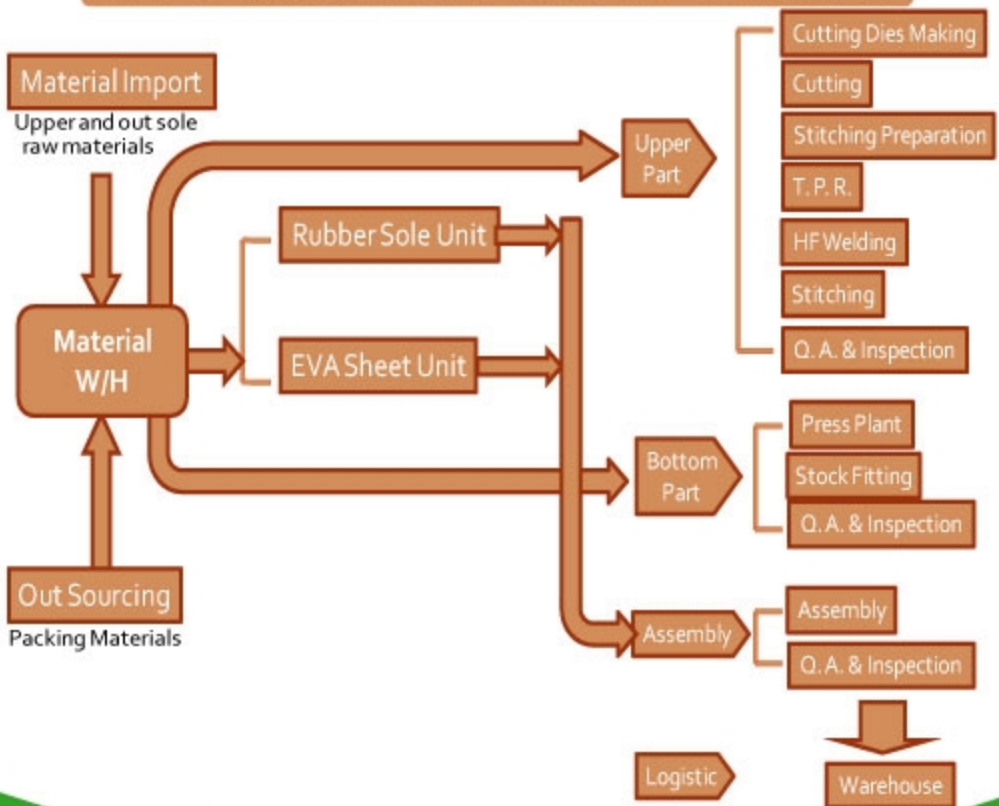 Material Import
Upper and out sole
raw materials
Material
W/H
Out Sourcing
Packing Materials
Rubber Sole Unit
EVA Sheet Unit
Upper
Part
Cutting Dies Making
Cutting
Stitching Preparation
T. P. R.
HF Welding
Stitching
Q. A. & Inspection
Bottom
Part
Press Plant
Stock Fitting
Q. A. & Inspection
Assembly
Assembly
Q. A. & Inspection
Logistic
Warehouse